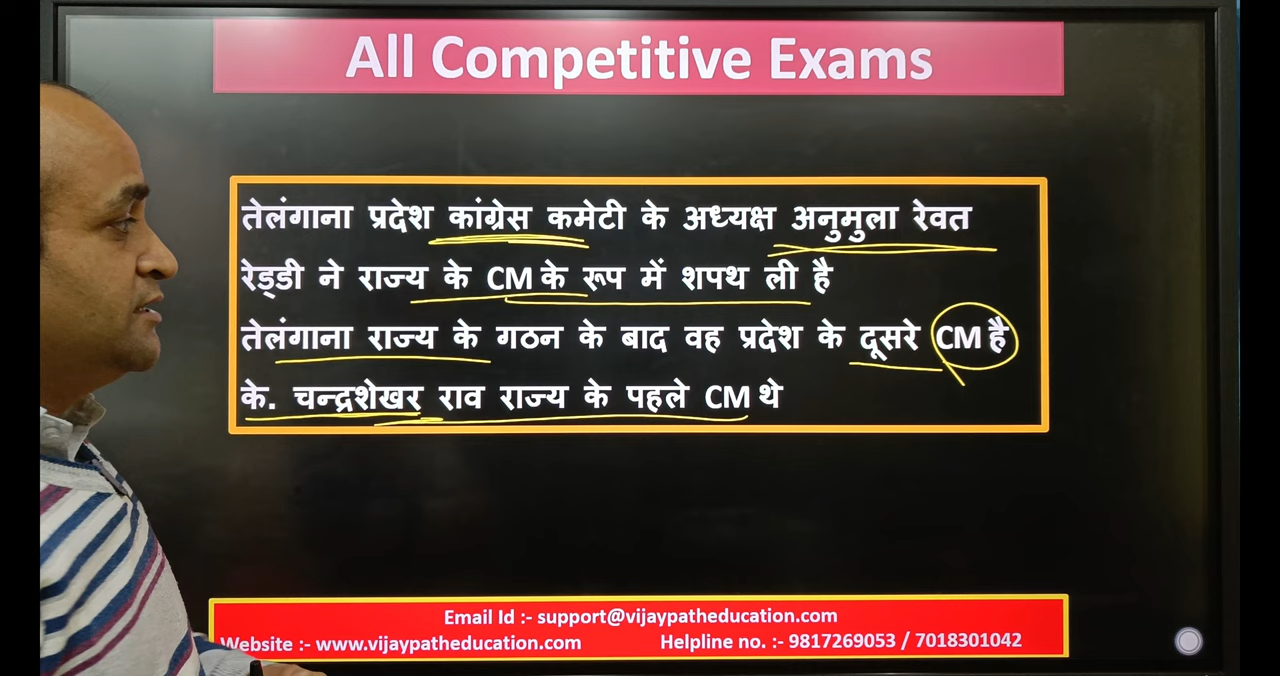 All Competitive Exams
तेलंगाना प्रदेश कांग्रेस कमेटी के अध्यक्ष अनुमुला रेवत
रेड्डी ने राज्य के CM के रूप में शपथ ली है
तेलंगाना राज्य के गठन के बाद वह प्रदेश के दूसरे CM है
के. चन्द्रशेखर राव राज्य के पहले CM थे
Email Id :- support@vijaypatheducation.com
Website :- www.vijaypatheducation.com Helpline no. :- 9817269053 / 7018301042